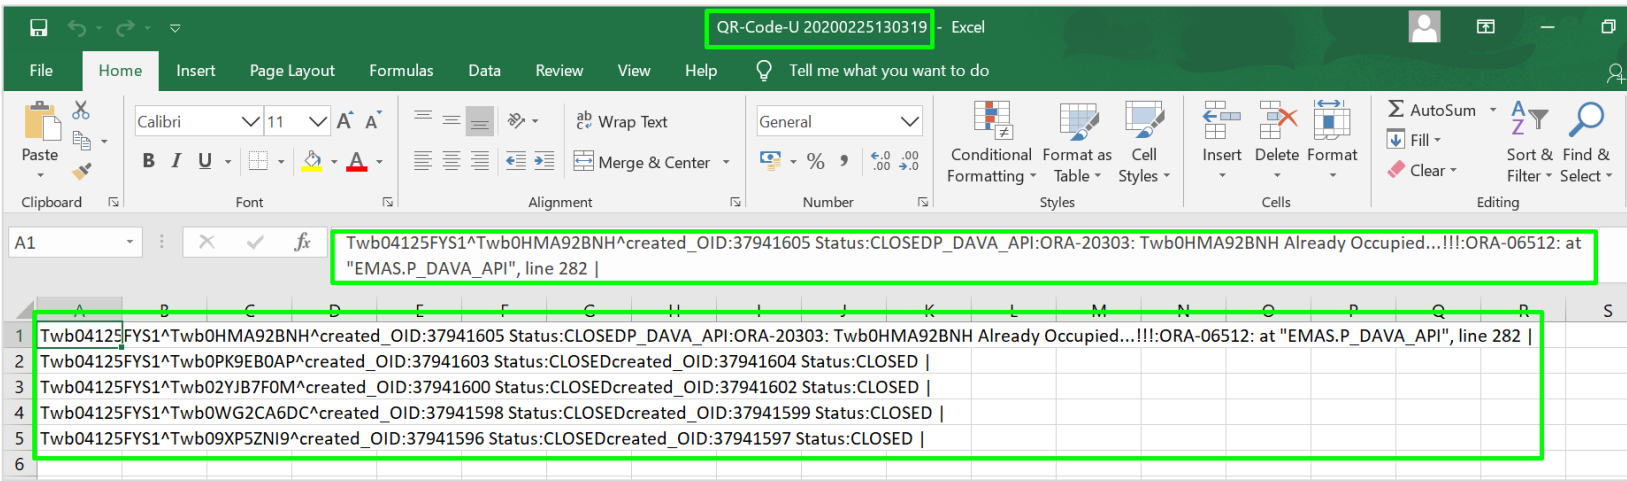 QR-Code-U 20200225130319 - Excel
File Home Insert Page Layout Formulas Data Review View Help Tell me what you want to do
Calibri 11 A A ab Wrap Text General Σ AutoSum
Paste B I U A Merge & Center % Conditional Formatting Format as Table Cell Styles Insert Delete Format Fill Clear Sort & Filter Find & Select
Clipboard Font Alignment Number Styles Cells Editing
A1 fx Twb04125FYS1^Twb0HMA92BNH^created_OID:37941605 Status:CLOSEDP_DAVA_API:ORA-20303: Twb0HMA92BNH Already Occupied...!!!:ORA-06512: at
"EMAS.P_DAVA_API", line 282 |
A B C D E F G H I J K L M N O P Q R S
1 Twb04125FYS1^Twb0HMA92BNH^created_OID:37941605 Status:CLOSEDP_DAVA_API:ORA-20303: Twb0HMA92BNH Already Occupied...!!!:ORA-06512: at "EMAS.P_DAVA_API", line 282 |
2 Twb04125FYS1^Twb0PK9EB0AP^created_OID:37941603 Status:CLOSEDcreated_OID:37941604 Status:CLOSED |
3 Twb04125FYS1^Twb02YJB7F0M^created_OID:37941600 Status:CLOSEDcreated_OID:37941602 Status:CLOSED |
4 Twb04125FYS1^Twb0WG2CA6DC^created_OID:37941598 Status:CLOSEDcreated_OID:37941599 Status:CLOSED |
5 Twb04125FYS1^Twb09XP5ZNI9^created_OID:37941596 Status:CLOSEDcreated_OID:37941597 Status:CLOSED |
6